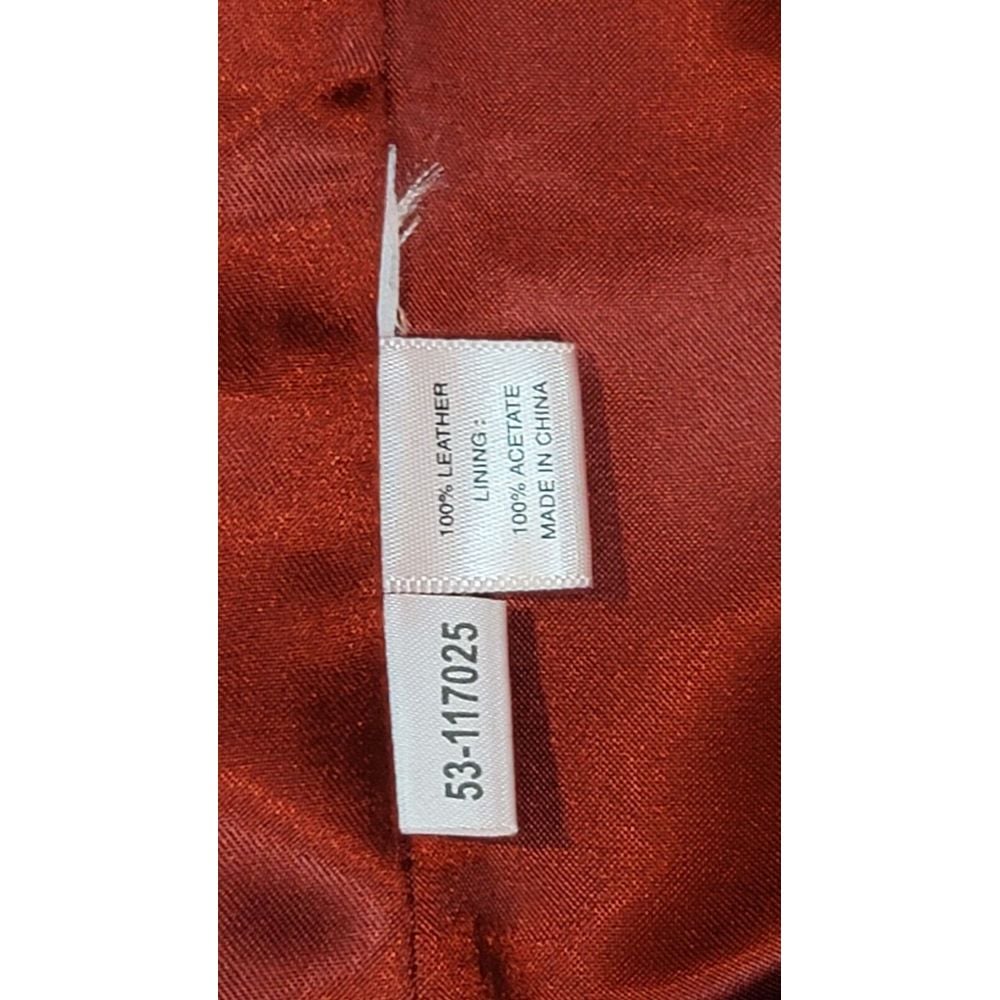 100% LEATHER
LINING :
100% ACETATE
MADE IN CHINA
53-117025